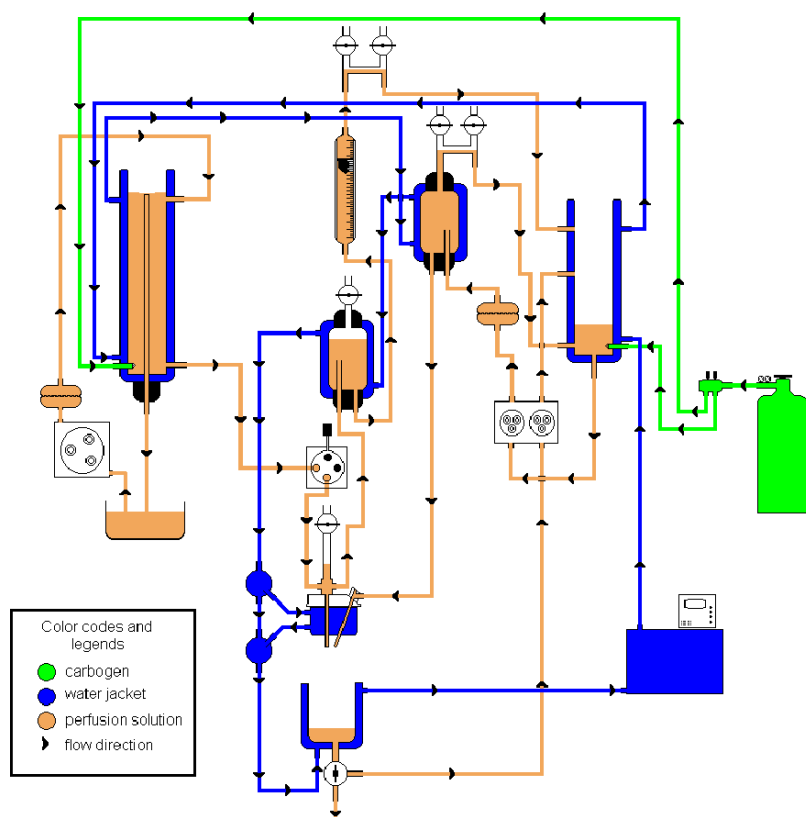 Color codes and
legends
carbogen
water jacket
perfusion solution
flow direction